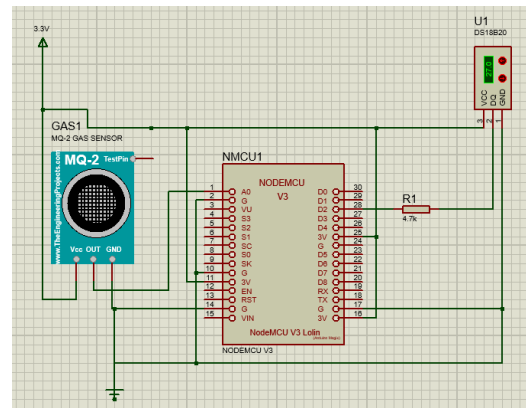 3.3V
U1
DS18B20
27.0
VCC
DQ
GND
3
2
1
GAS1
MQ-2 GAS SENSOR
MQ-2 TestPin
www.TheEngineeringProjects.com
Vcc OUT GND
NMCU1
NODEMCU
V3
1 A0 D0 30
2 G D1 29
3 VU D2 28
4 S3 D3 27
5 S2 D4 26
6 S1 3V 25
7 SC G 24
8 S0 D5 23
9 SK D6 22
10 G D7 21
11 3V D8 20
12 EN RX 19
13 RST TX 18
14 G G 17
15 VIN 3V 16
NodeMCU V3 Lolin
NODEMCU V3
R1
4.7k